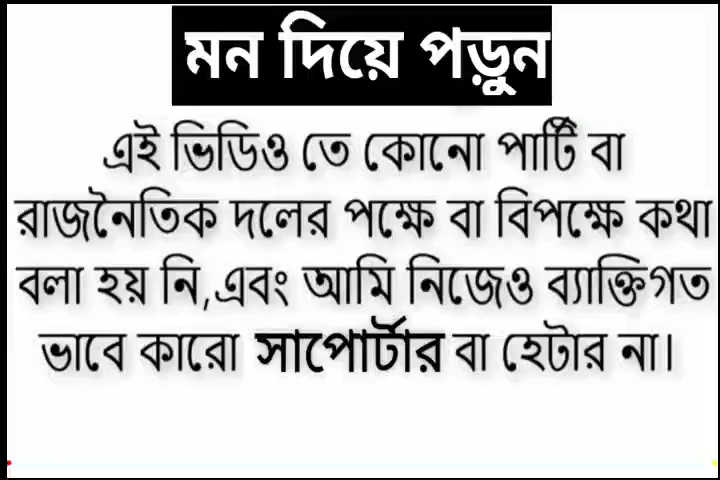 মন দিয়ে পড়ুন
এই ভিডিও তে কোনো পার্টি বা
রাজনৈতিক দলের পক্ষে বা বিপক্ষে কথা
বলা হয় নি,এবং আমি নিজেও ব্যাক্তিগত
ভাবে কারো সাপোর্টার বা হেটার না।